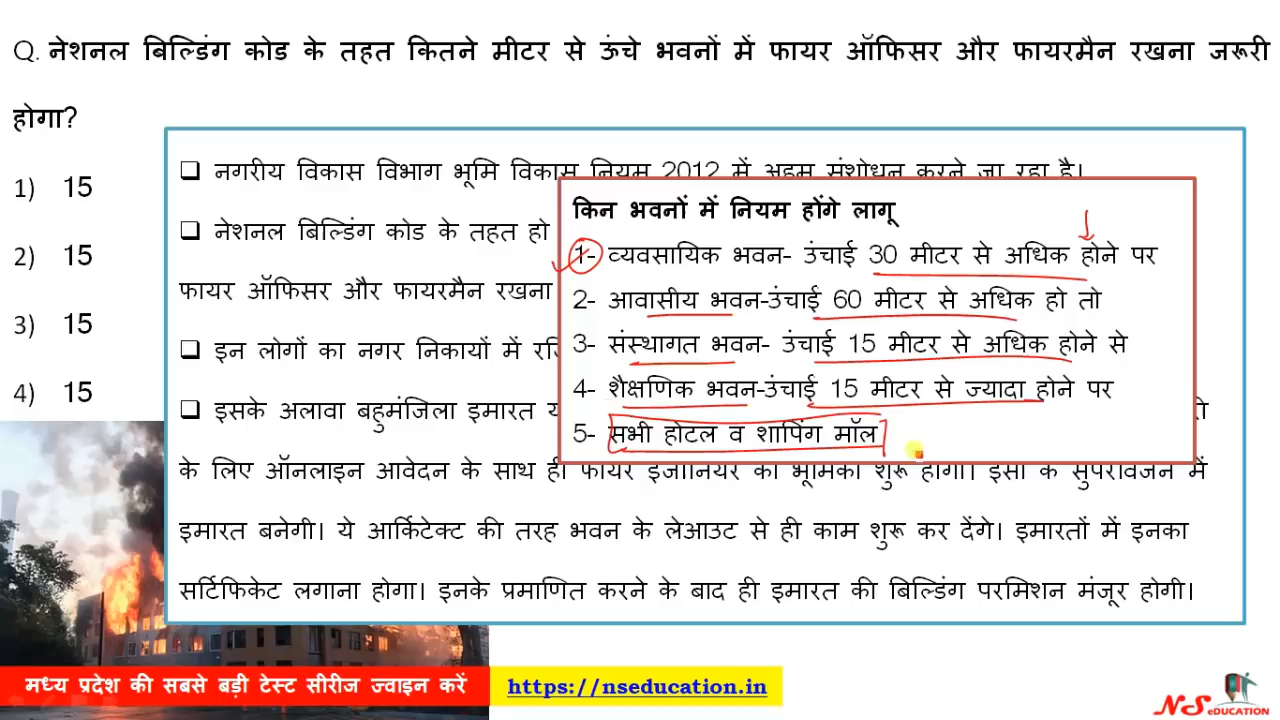 Q. नेशनल बिल्डिंग कोड के तहत कितने मीटर से ऊंचे भवनों में फायर ऑफिसर और फायरमैन रखना जरूरी
होगा?
1) 15
2) 15
3) 15
4) 15
❑ नगरीय विकास विभाग भूमि विकास नियम 2012 में अहम संशोधन करने जा रहा है।
❑ नेशनल बिल्डिंग कोड के तहत हो
फायर ऑफिसर और फायरमैन रखना
❑ इन लोगों का नगर निकायों में
❑ इसके अलावा बहुमंजिला इमारत
के लिए ऑनलाइन आवेदन के साथ ही फायर इंजीनियर की भूमिका शुरू होगी। इसी के सुपरविजन में
इमारत बनेगी। ये आर्किटेक्ट की तरह भवन के लेआउट से ही काम शुरू कर देंगे। इमारतों में इनका
सर्टिफिकेट लगाना होगा। इनके प्रमाणित करने के बाद ही इमारत की बिल्डिंग परमिशन मंजूर होगी।
किन भवनों में नियम होंगे लागू
1- व्यवसायिक भवन- उंचाई 30 मीटर से अधिक होने पर
2- आवासीय भवन-उंचाई 60 मीटर से अधिक हो तो
3- संस्थागत भवन- उंचाई 15 मीटर से अधिक होने से
4- शैक्षणिक भवन-उंचाई 15 मीटर से ज्यादा होने पर
5- सभी होटल व शापिंग मॉल
मध्य प्रदेश की सबसे बड़ी टेस्ट सीरीज ज्वाइन करें
https://nseducation.in
NS eDUCATION